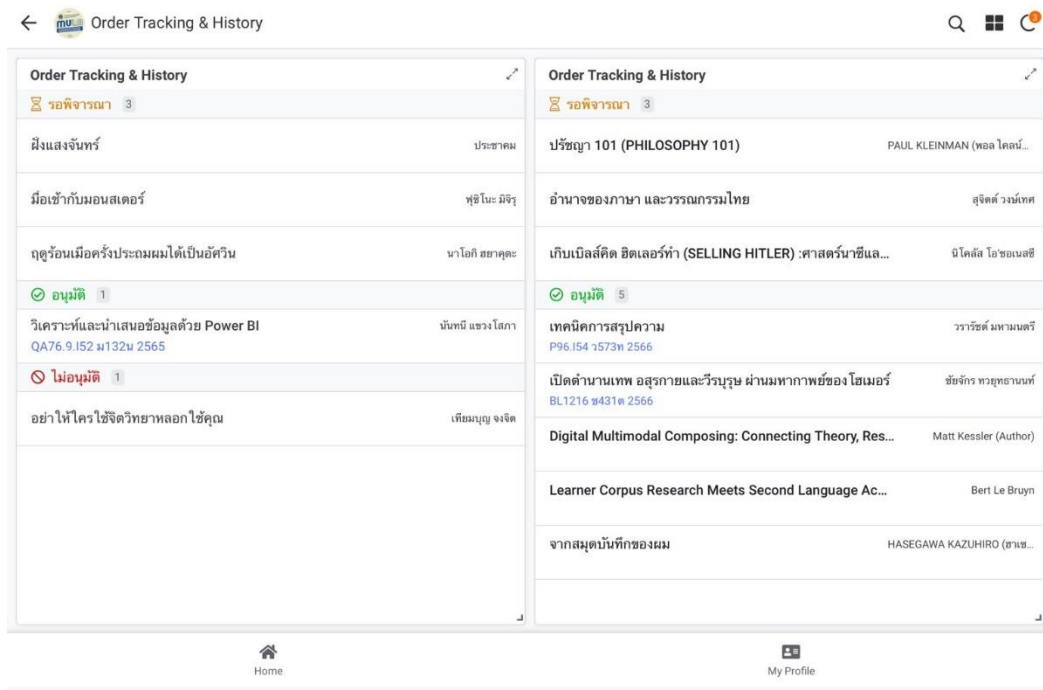 Order Tracking & History
3
Order Tracking & History
รอพิจารณา 3
ฝั่งแสงจันทร์ ประชาคม
มื้อเช้ากับมอนสเตอร์ ฟุชิโนะ มิจิรุ
ฤดูร้อนเมื่อครั้งประถมผมได้เป็นอัศวิน นาโอกิ ฮยาคุตะ
อนุมัติ 1
วิเคราะห์และนำเสนอข้อมูลด้วย Power BI นันทนี แขวงโสภา
QA76.9.I52 น132น 2565
ไม่อนุมัติ 1
อย่าให้ใครใช้จิตวิทยาหลอกใช้คุณ เทียมบุญ จงจิต
Order Tracking & History
รอพิจารณา 3
ปรัชญา 101 (PHILOSOPHY 101) PAUL KLEINMAN (พอล ไคลน์...
อำนาจของภาษา และวรรณกรรมไทย สุจิตต์ วงษ์เทศ
เกิบเบิลส์คิด ฮิตเลอร์ทำ (SELLING HITLER) :ศาสตร์นาซีแล... นิโคลัส โอ'ชอเนสซี
อนุมัติ 5
เทคนิคการสรุปความ วรารัชต์ มหามนตรี
P96.I54 ว573ท 2566
เปิดตำนานเทพ อสุรกายและวีรบุรุษ ผ่านมหากาพย์ของโฮเมอร์ ชัยจักร ทวยุทธานนท์
BL1216 ช431ต 2566
Digital Multimodal Composing: Connecting Theory, Res... Matt Kessler (Author)
Learner Corpus Research Meets Second Language Ac... Bert Le Bruyn
จากสมุดบันทึกของผม HASEGAWA KAZUHIRO (ฮาเซ...
Home
My Profile